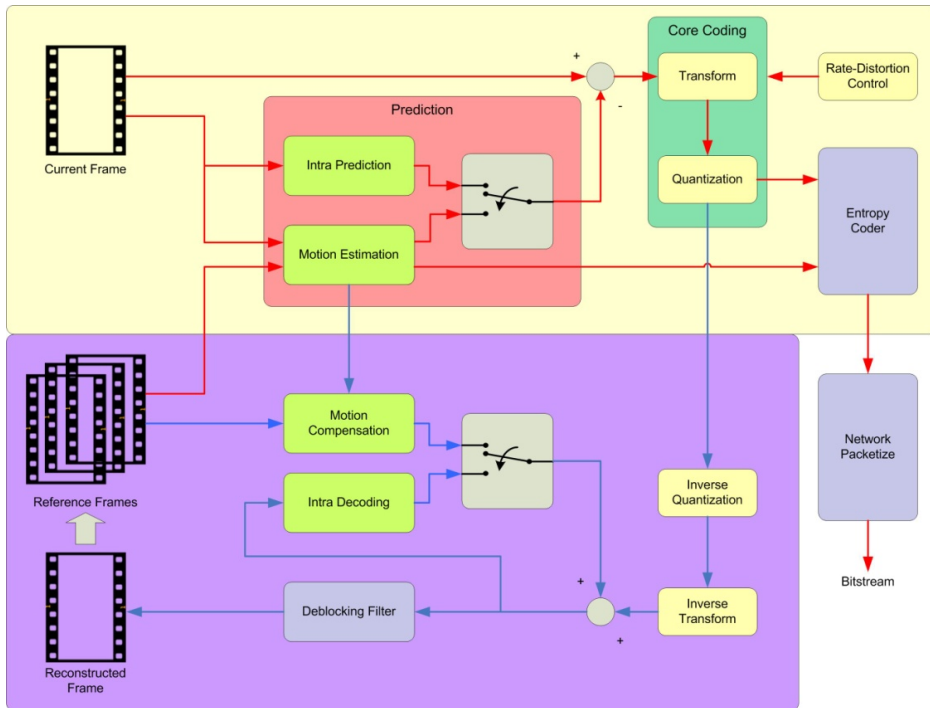 Core Coding
+
Transform
Rate-Distortion
Control
-
Prediction
Current Frame
Intra Prediction
Quantization
Entropy
Coder
Motion Estimation
Motion
Compensation
Network
Packetize
Reference Frames
Intra Decoding
Inverse
Quantization
Bitstream
+
Deblocking Filter
Inverse
Transform
+
Reconstructed
Frame